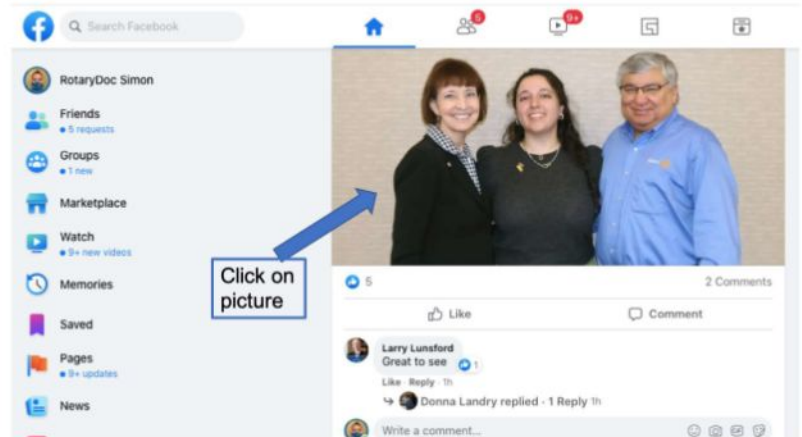 Search Facebook
5
9+
RotaryDoc Simon
Friends
5 requests
Groups
1 new
Marketplace
Watch
9+ new videos
Memories
Saved
Pages
9+ updates
News
Click on
picture
5
2 Comments
Like
Comment
Larry Lunsford
Great to see
1
Like · Reply · 1h
Donna Landry replied · 1 Reply 1h
Write a comment...
GIF